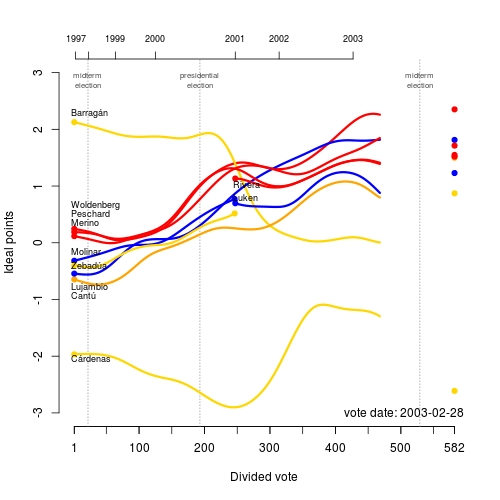 1997 1999 2000 2001 2002 2003
midterm election
presidential election
midterm election
3
2
1
0
-1
-2
-3
Ideal points
Barragán
Rivera
Luken
Woldenberg
Peschard
Merino
Molinar
Zebadúa
Lujambio
Cantú
Cárdenas
vote date: 2003-02-28
1 100 200 300 400 500 582
Divided vote